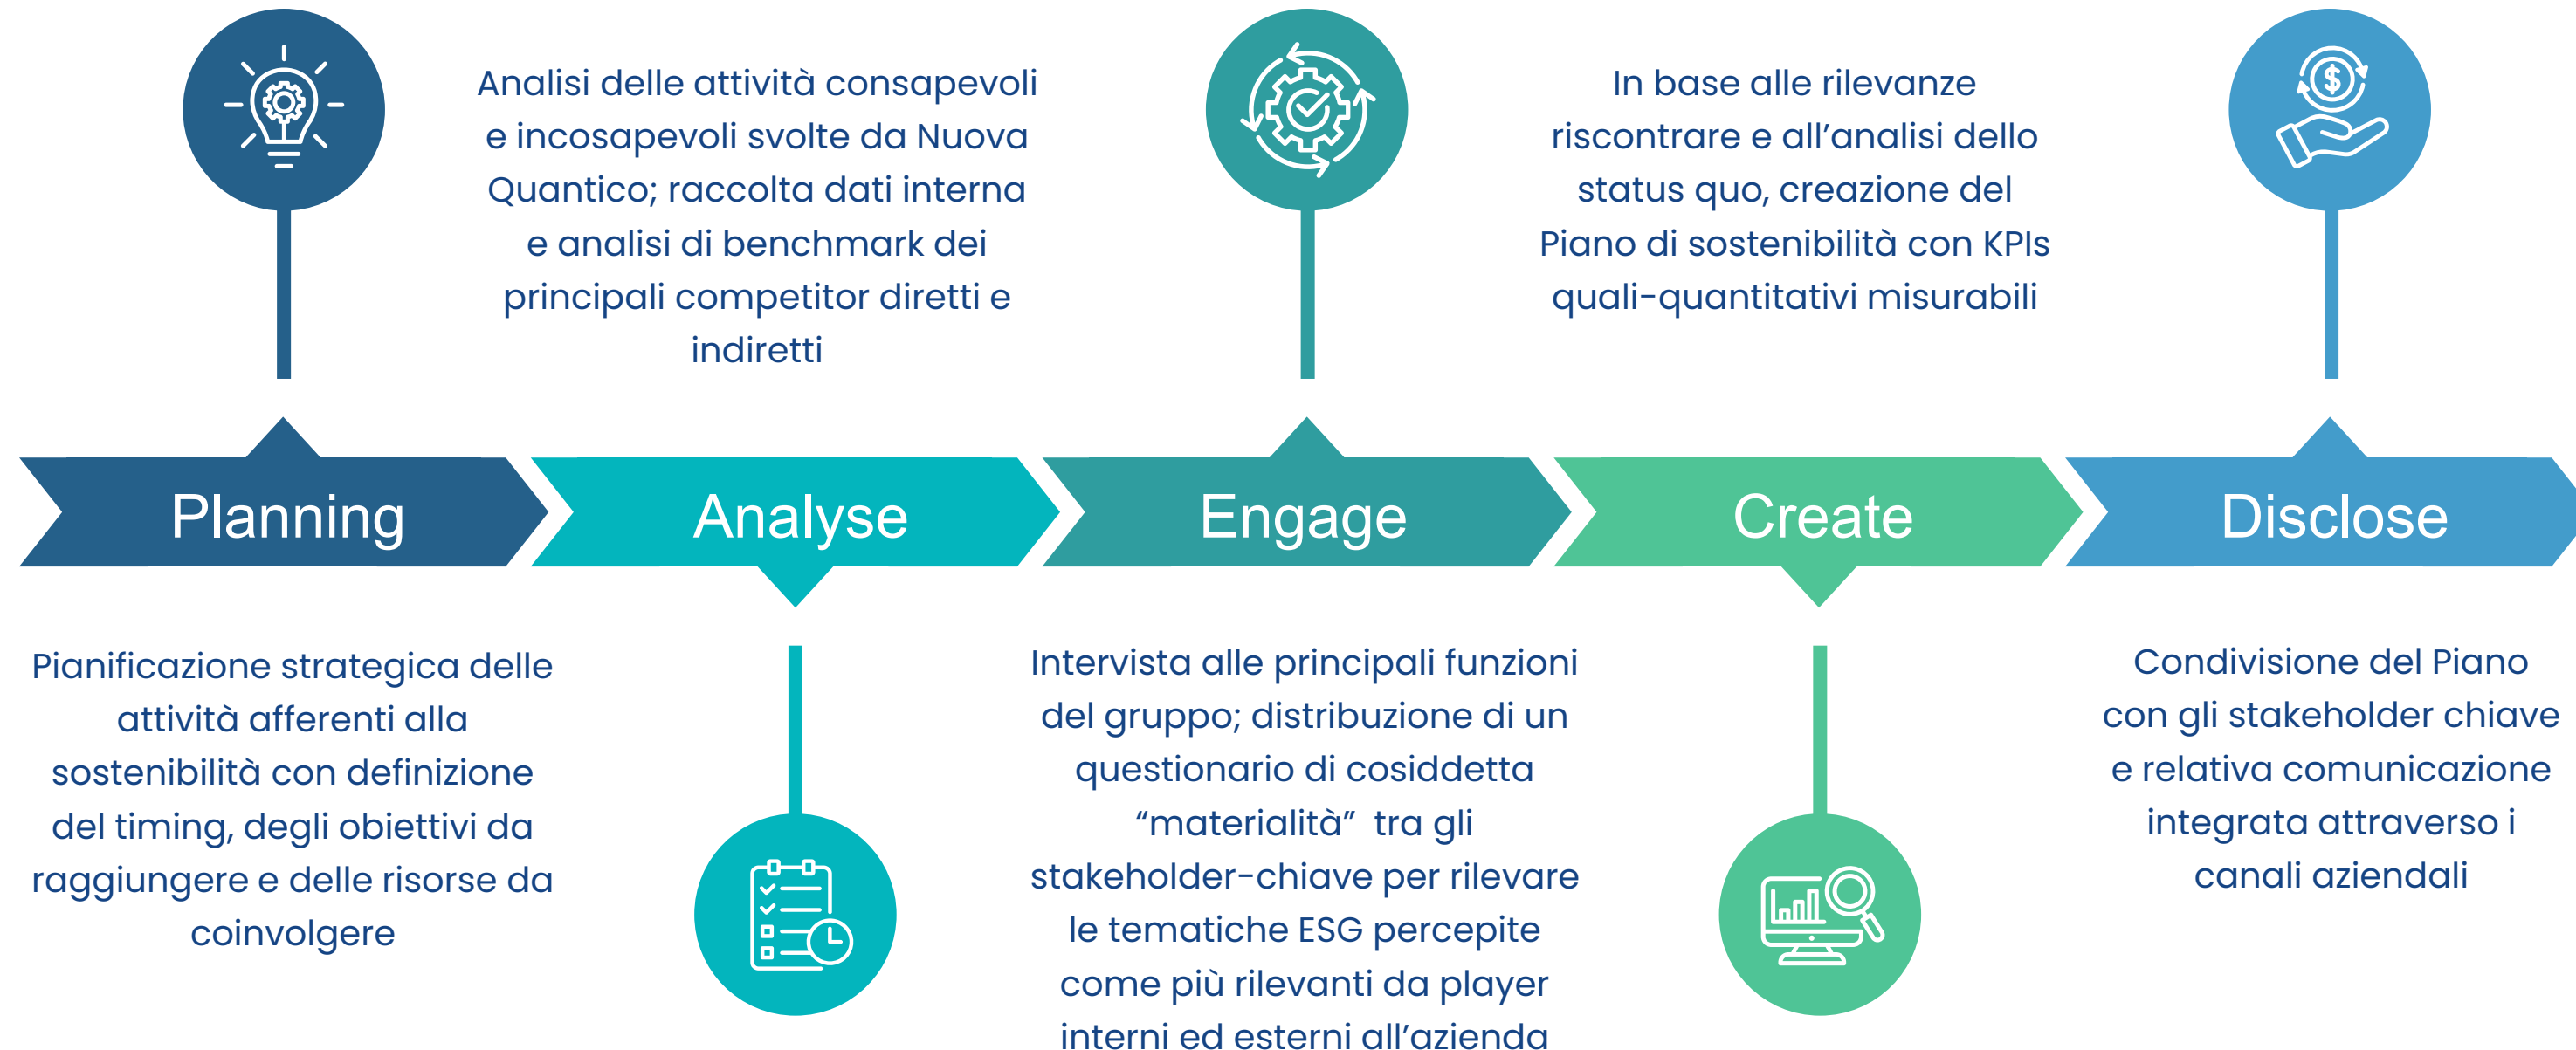 Analisi delle attività consapevoli
e incosapevoli svolte da Nuova
Quantico; raccolta dati interna
e analisi di benchmark dei
principali competitor diretti e
indiretti
In base alle rilevanze
riscontrare e all’analisi dello
status quo, creazione del
Piano di sostenibilità con KPIs
quali-quantitativi misurabili
$
Planning
Analyse
Engage
Create
Disclose
Pianificazione strategica delle
attività afferenti alla
sostenibilità con definizione
del timing, degli obiettivi da
raggiungere e delle risorse da
coinvolgere
Intervista alle principali funzioni
del gruppo; distribuzione di un
questionario di cosiddetta
“materialità”  tra gli
stakeholder-chiave per rilevare
le tematiche ESG percepite
come più rilevanti da player
interni ed esterni all’azienda
Condivisione del Piano
con gli stakeholder chiave
e relativa comunicazione
integrata attraverso i
canali aziendali